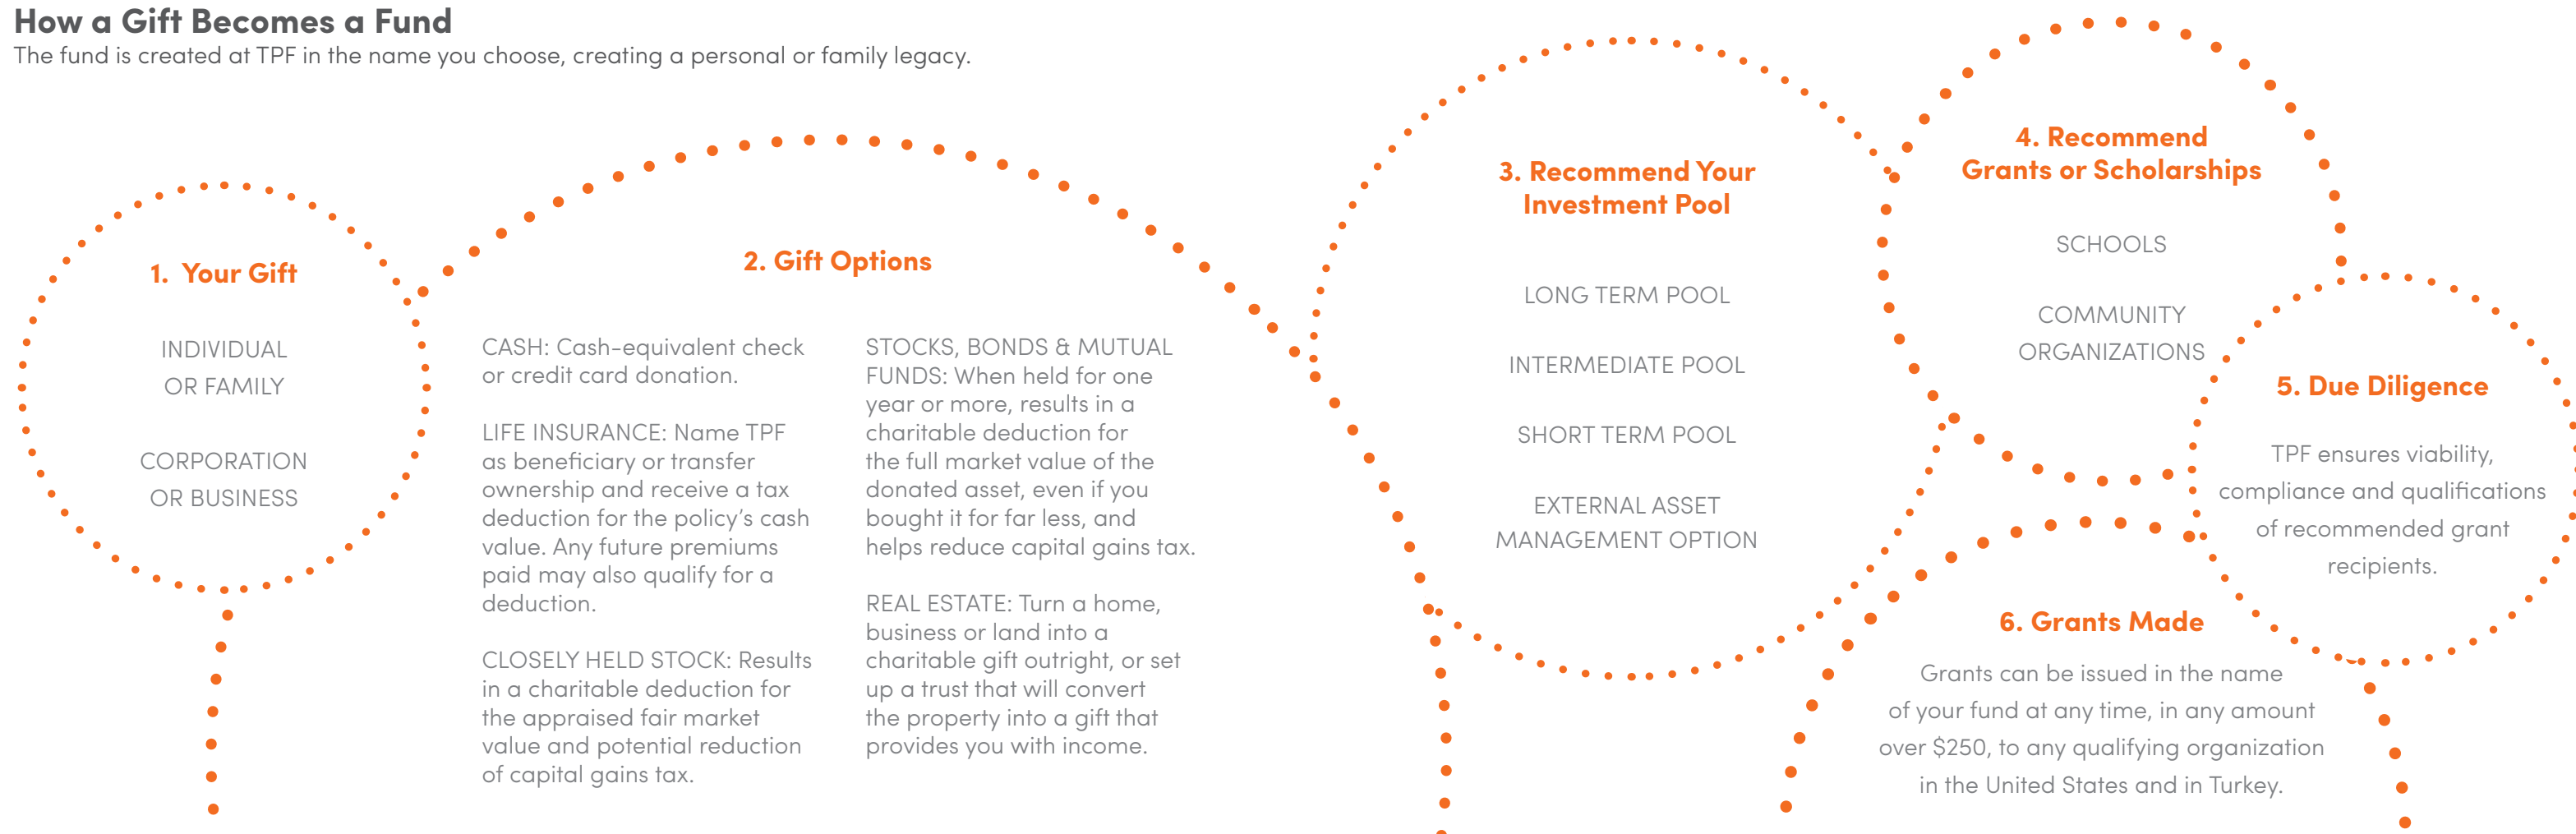 How a Gift Becomes a Fund
The fund is created at TPF in the name you choose, creating a personal or family legacy.
1. Your Gift
INDIVIDUAL
OR FAMILY
CORPORATION
OR BUSINESS
2. Gift Options
CASH: Cash-equivalent check
or credit card donation.
LIFE INSURANCE: Name TPF
as beneficiary or transfer
ownership and receive a tax
deduction for the policy’s cash
value. Any future premiums
paid may also qualify for a
deduction.
CLOSELY HELD STOCK: Results
in a charitable deduction for
the appraised fair market
value and potential reduction
of capital gains tax.
STOCKS, BONDS & MUTUAL
FUNDS: When held for one
year or more, results in a
charitable deduction for
the full market value of the
donated asset, even if you
bought it for far less, and
helps reduce capital gains tax.
REAL ESTATE: Turn a home,
business or land into a
charitable gift outright, or set
up a trust that will convert
the property into a gift that
provides you with income.
3. Recommend Your
Investment Pool
LONG TERM POOL
INTERMEDIATE POOL
SHORT TERM POOL
EXTERNAL ASSET
MANAGEMENT OPTION
4. Recommend
Grants or Scholarships
SCHOOLS
COMMUNITY
ORGANIZATIONS
5. Due Diligence
TPF ensures viability,
compliance and qualifications
of recommended grant
recipients.
6. Grants Made
Grants can be issued in the name
of your fund at any time, in any amount
over $250, to any qualifying organization
in the United States and in Turkey.